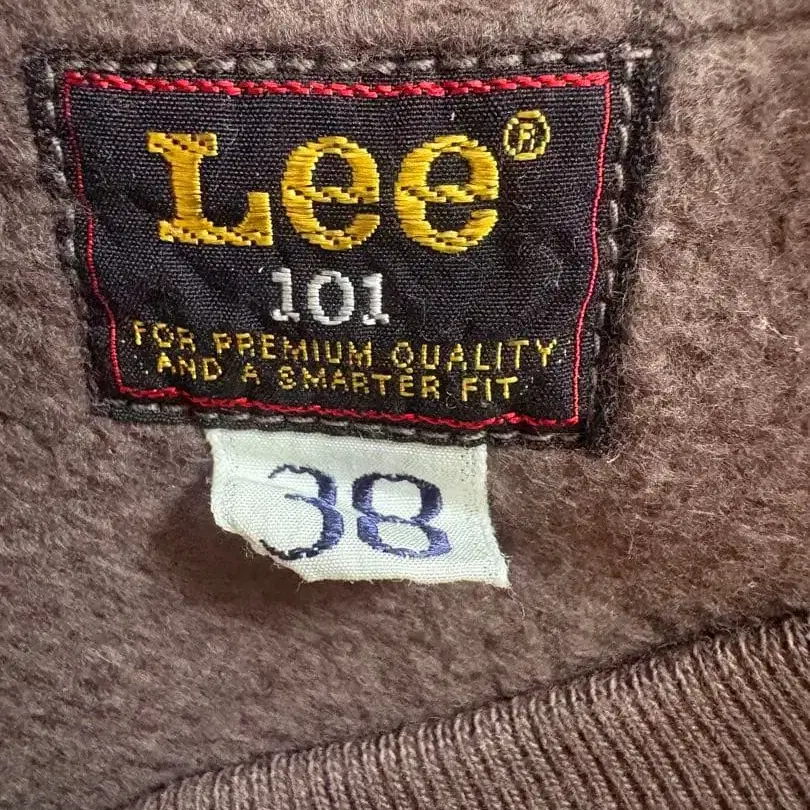 Lee®
101
FOR PREMIUM QUALITY
AND A SMARTER FIT
38